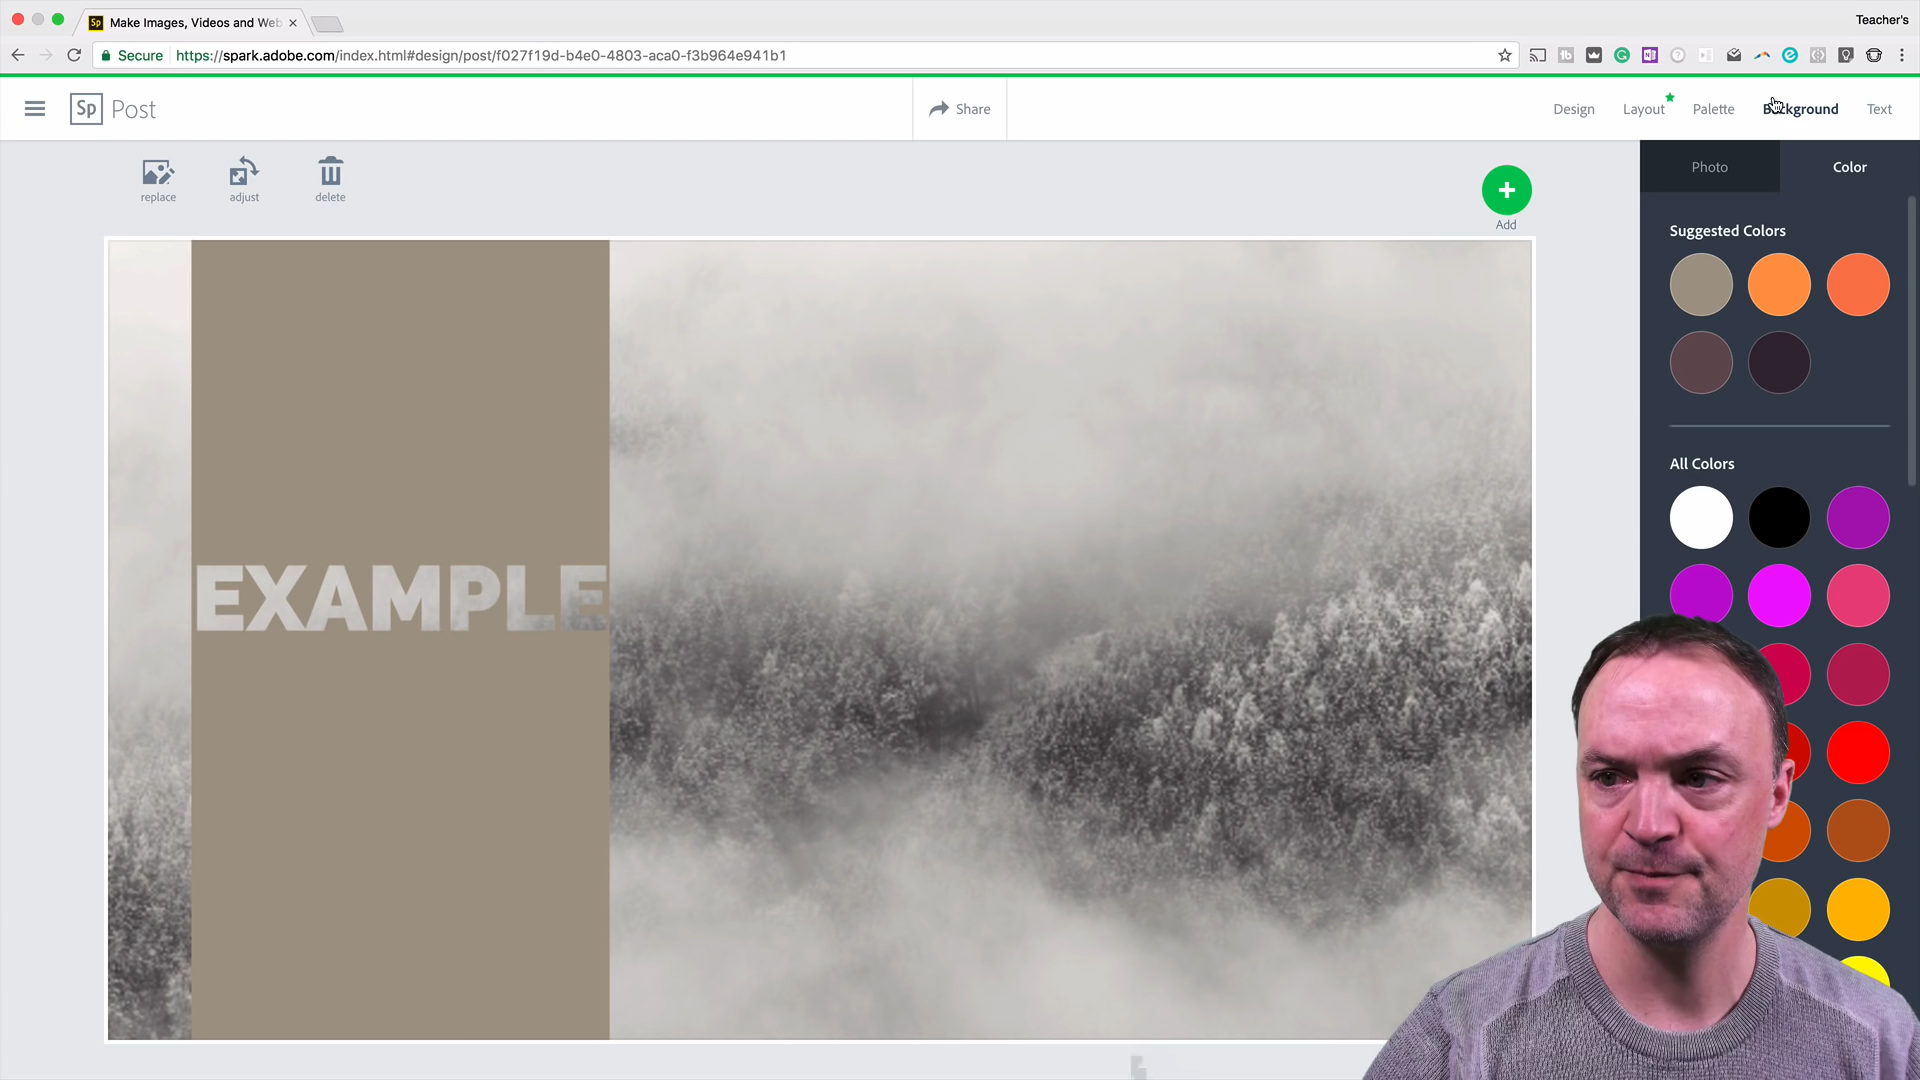 Sp Make Images, Videos and Web
Teacher's
Secure https://spark.adobe.com/index.html#design/post/f027f19d-b4e0-4803-aca0-f3b964e941b1
Sp Post
Share
Design Layout Palette Background Text
replace adjust delete
Add
Photo Color
Suggested Colors
All Colors
EXAMPLE